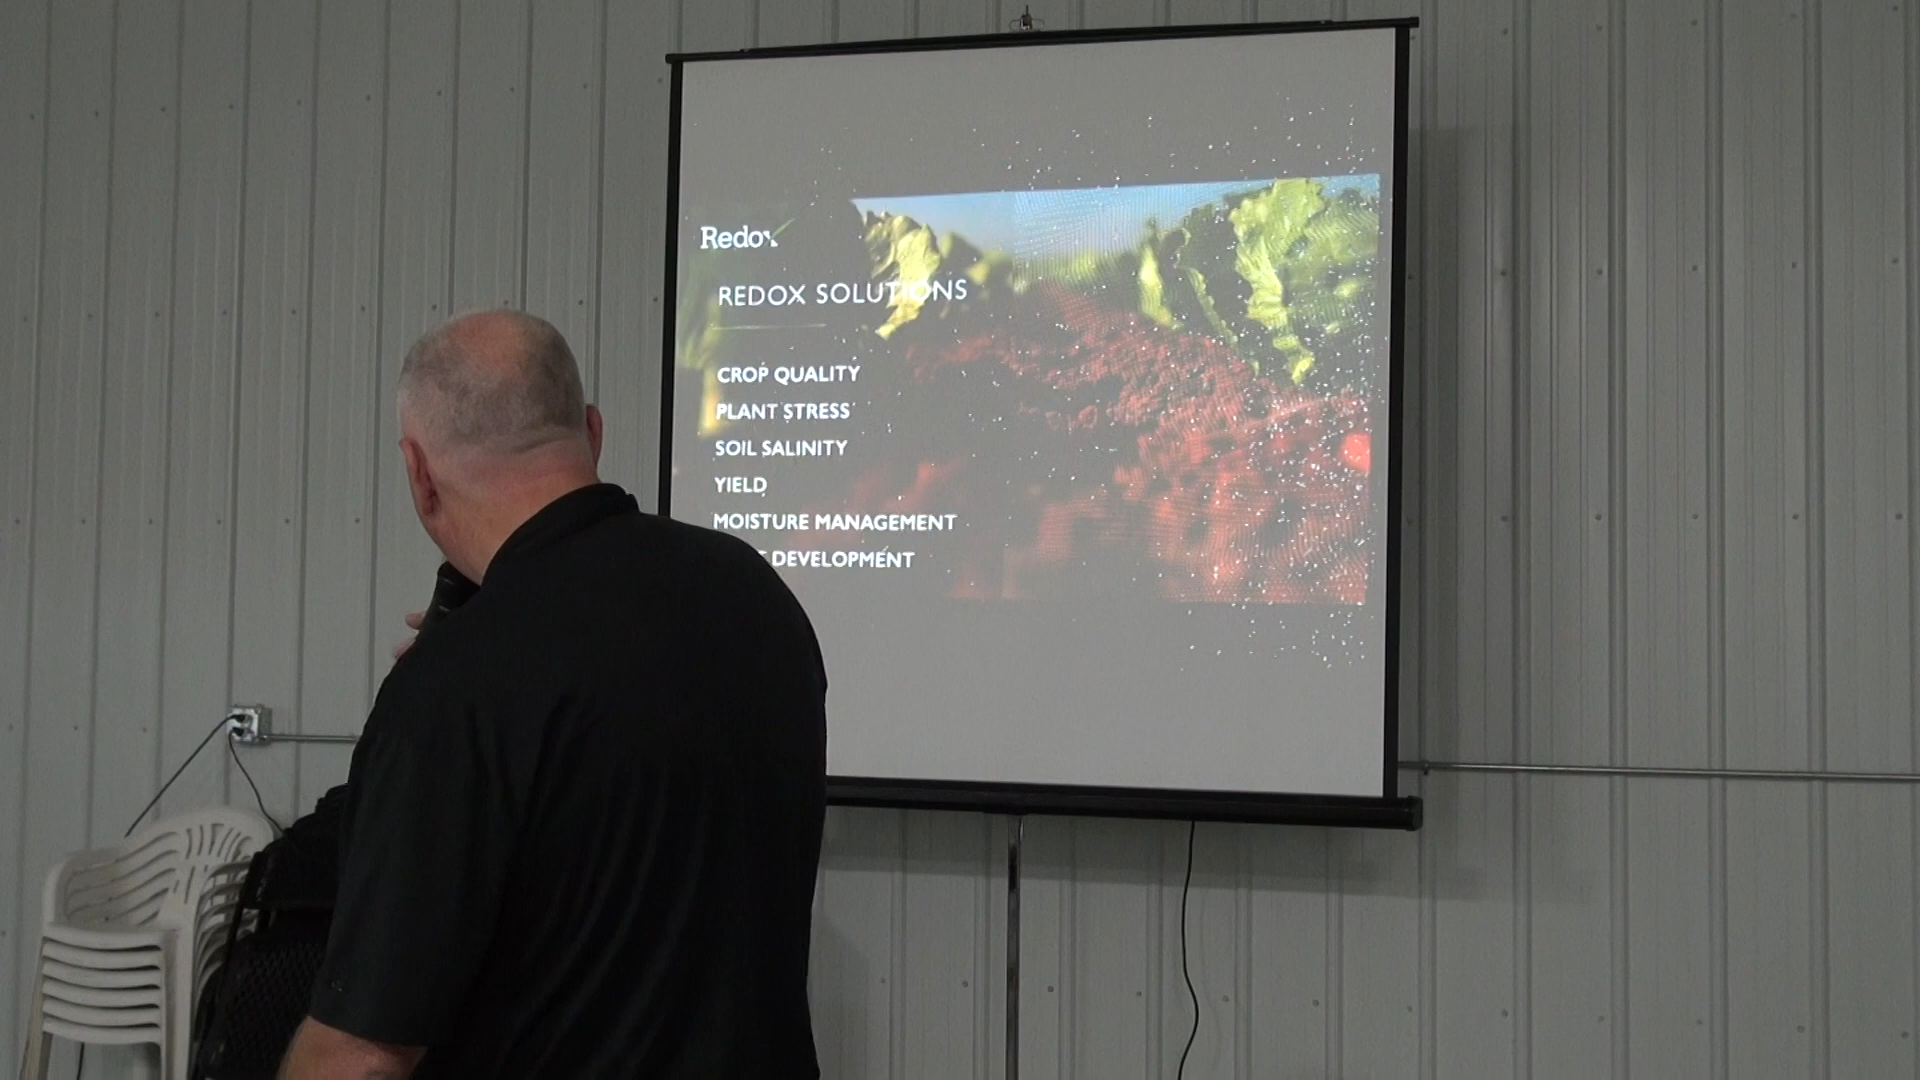 Redox
REDOX SOLUTIONS
CROP QUALITY
PLANT STRESS
SOIL SALINITY
YIELD
MOISTURE MANAGEMENT
DEVELOPMENT